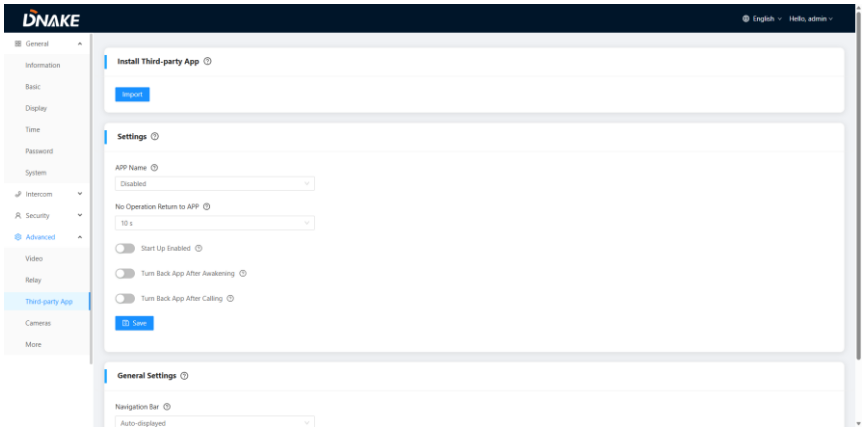 DNAKE
English
Hello, admin
General
Information
Basic
Display
Time
Password
System
Intercom
Security
Advanced
Video
Relay
Third-party App
Cameras
More
Install Third-party App
Import
Settings
APP Name
Disabled
No Operation Return to APP
10 s
Start Up Enabled
Turn Back App After Awakening
Turn Back App After Calling
Save
General Settings
Navigation Bar
Auto-displayed